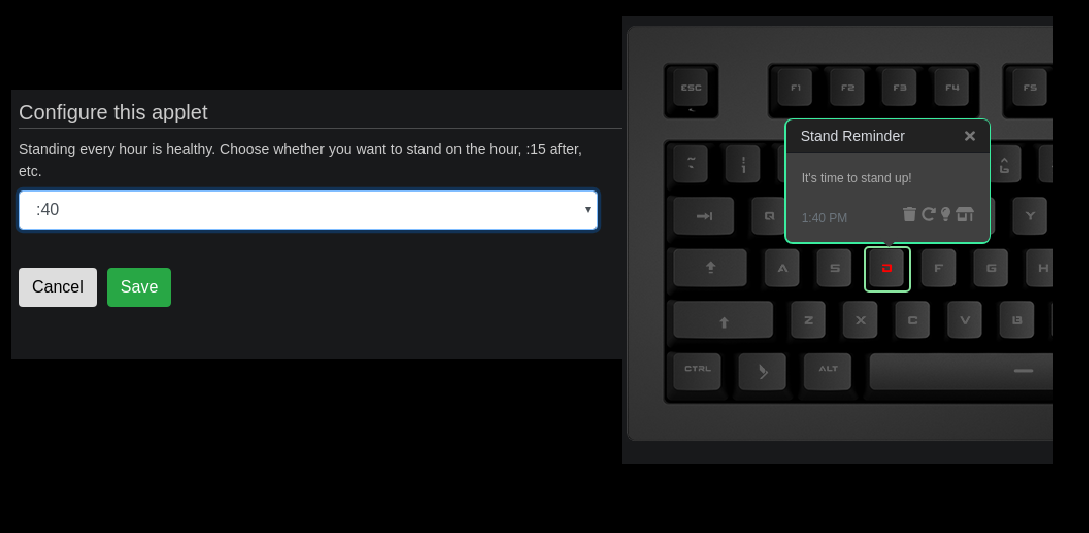 Configure this applet
Standing every hour is healthy. Choose whether you want to stand on the hour, :15 after,
etc.
:40
Cancel
Save
ESC
F1
F2
F3
F4
F5
Stand Reminder
It's time to stand up!
1:40 PM
Q
Y
A
S
D
F
G
H
Z
X
C
V
B
CTRL
ALT